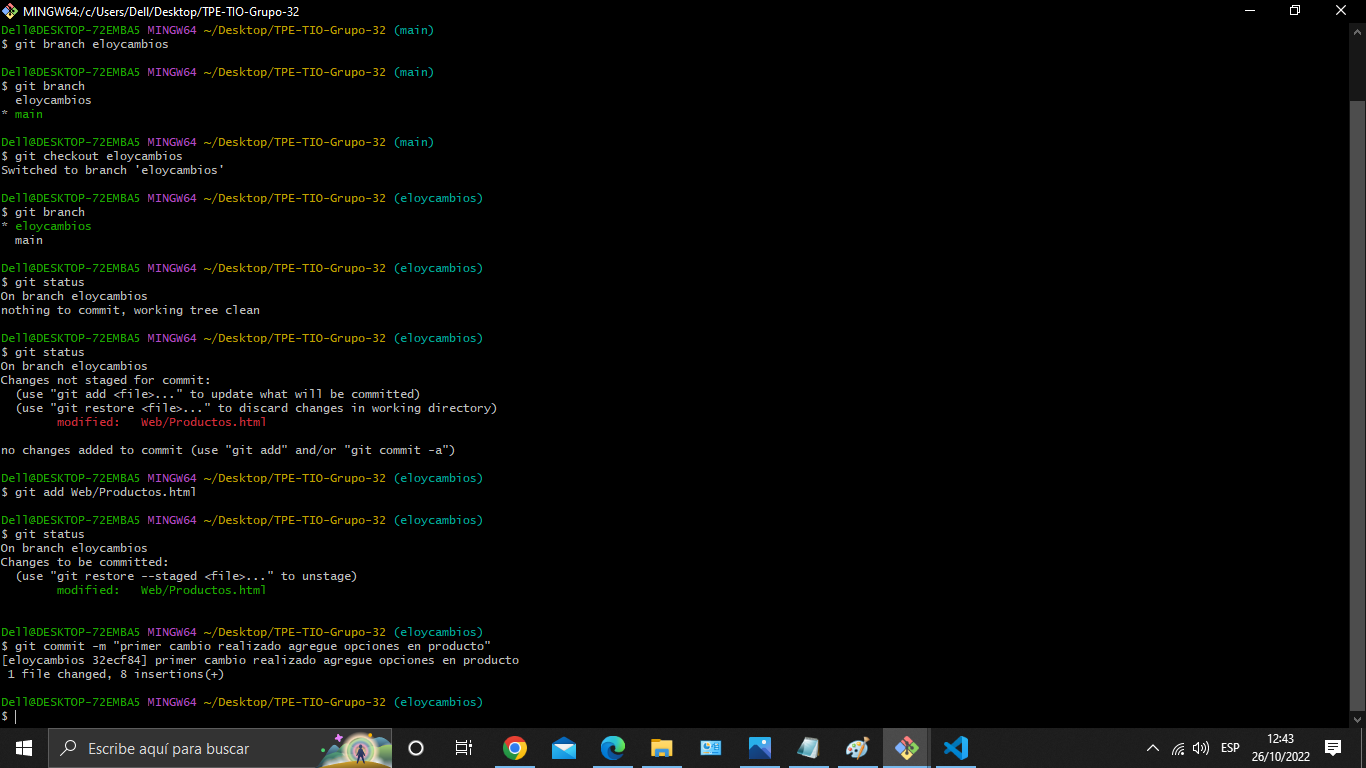 MINGW64:/c/Users/Dell/Desktop/TPE-TIO-Grupo-32
Dell@DESKTOP-72EMBA5 MINGW64 ~/Desktop/TPE-TIO-Grupo-32 (main)
$ git branch eloycambios
Dell@DESKTOP-72EMBA5 MINGW64 ~/Desktop/TPE-TIO-Grupo-32 (main)
$ git branch
  eloycambios
* main
Dell@DESKTOP-72EMBA5 MINGW64 ~/Desktop/TPE-TIO-Grupo-32 (main)
$ git checkout eloycambios
Switched to branch 'eloycambios'
Dell@DESKTOP-72EMBA5 MINGW64 ~/Desktop/TPE-TIO-Grupo-32 (eloycambios)
$ git branch
* eloycambios
  main
Dell@DESKTOP-72EMBA5 MINGW64 ~/Desktop/TPE-TIO-Grupo-32 (eloycambios)
$ git status
On branch eloycambios
nothing to commit, working tree clean
Dell@DESKTOP-72EMBA5 MINGW64 ~/Desktop/TPE-TIO-Grupo-32 (eloycambios)
$ git status
On branch eloycambios
Changes not staged for commit:
  (use "git add <file>..." to update what will be committed)
  (use "git restore <file>..." to discard changes in working directory)
        modified:   Web/Productos.html
no changes added to commit (use "git add" and/or "git commit -a")
Dell@DESKTOP-72EMBA5 MINGW64 ~/Desktop/TPE-TIO-Grupo-32 (eloycambios)
$ git add Web/Productos.html
Dell@DESKTOP-72EMBA5 MINGW64 ~/Desktop/TPE-TIO-Grupo-32 (eloycambios)
$ git status
On branch eloycambios
Changes to be committed:
  (use "git restore --staged <file>..." to unstage)
        modified:   Web/Productos.html
Dell@DESKTOP-72EMBA5 MINGW64 ~/Desktop/TPE-TIO-Grupo-32 (eloycambios)
$ git commit -m "primer cambio realizado agregue opciones en producto"
[eloycambios 32ecf84] primer cambio realizado agregue opciones en producto
 1 file changed, 8 insertions(+)
Dell@DESKTOP-72EMBA5 MINGW64 ~/Desktop/TPE-TIO-Grupo-32 (eloycambios)
$
Escribe aquí para buscar
ESP
12:43
26/10/2022